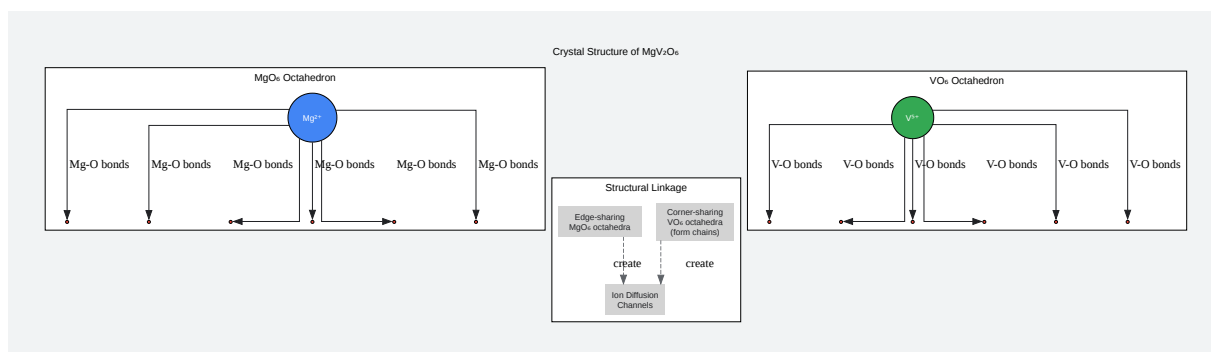 Crystal Structure of MgV₂O₆
MgO₆ Octahedron
Mg²⁺
Mg-O bonds
Mg-O bonds
Mg-O bonds
Mg-O bonds
Mg-O bonds
Mg-O bonds
Structural Linkage
Edge-sharing
MgO₆ octahedra
Corner-sharing
VO₆ octahedra
(form chains)
create
create
Ion Diffusion
Channels
VO₆ Octahedron
V⁵⁺
V-O bonds
V-O bonds
V-O bonds
V-O bonds
V-O bonds
V-O bonds